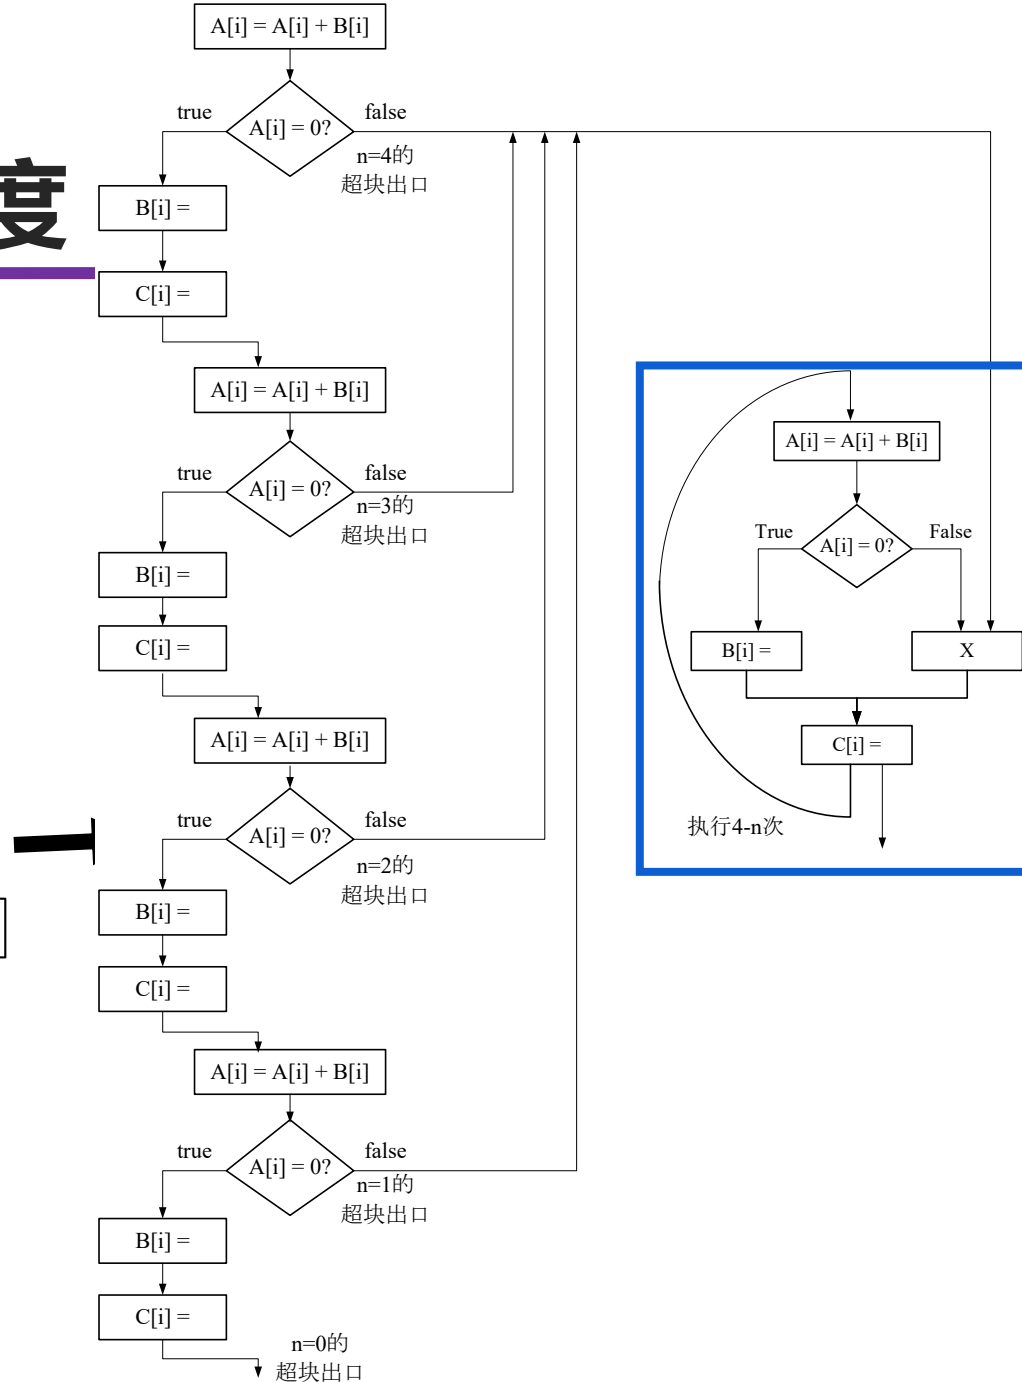 A[i] = A[i] + B[i]
true
A[i] = 0?
false
n=4的
超块出口
度
B[i] =
C[i] =
A[i] = A[i] + B[i]
true
A[i] = 0?
false
n=3的
超块出口
B[i] =
C[i] =
A[i] = A[i] + B[i]
true
A[i] = 0?
false
n=2的
超块出口
B[i] =
C[i] =
A[i] = A[i] + B[i]
true
A[i] = 0?
false
n=1的
超块出口
B[i] =
C[i] =
n=0的
超块出口
A[i] = A[i] + B[i]
True
A[i] = 0?
False
B[i] =
X
C[i] =
执行4-n次